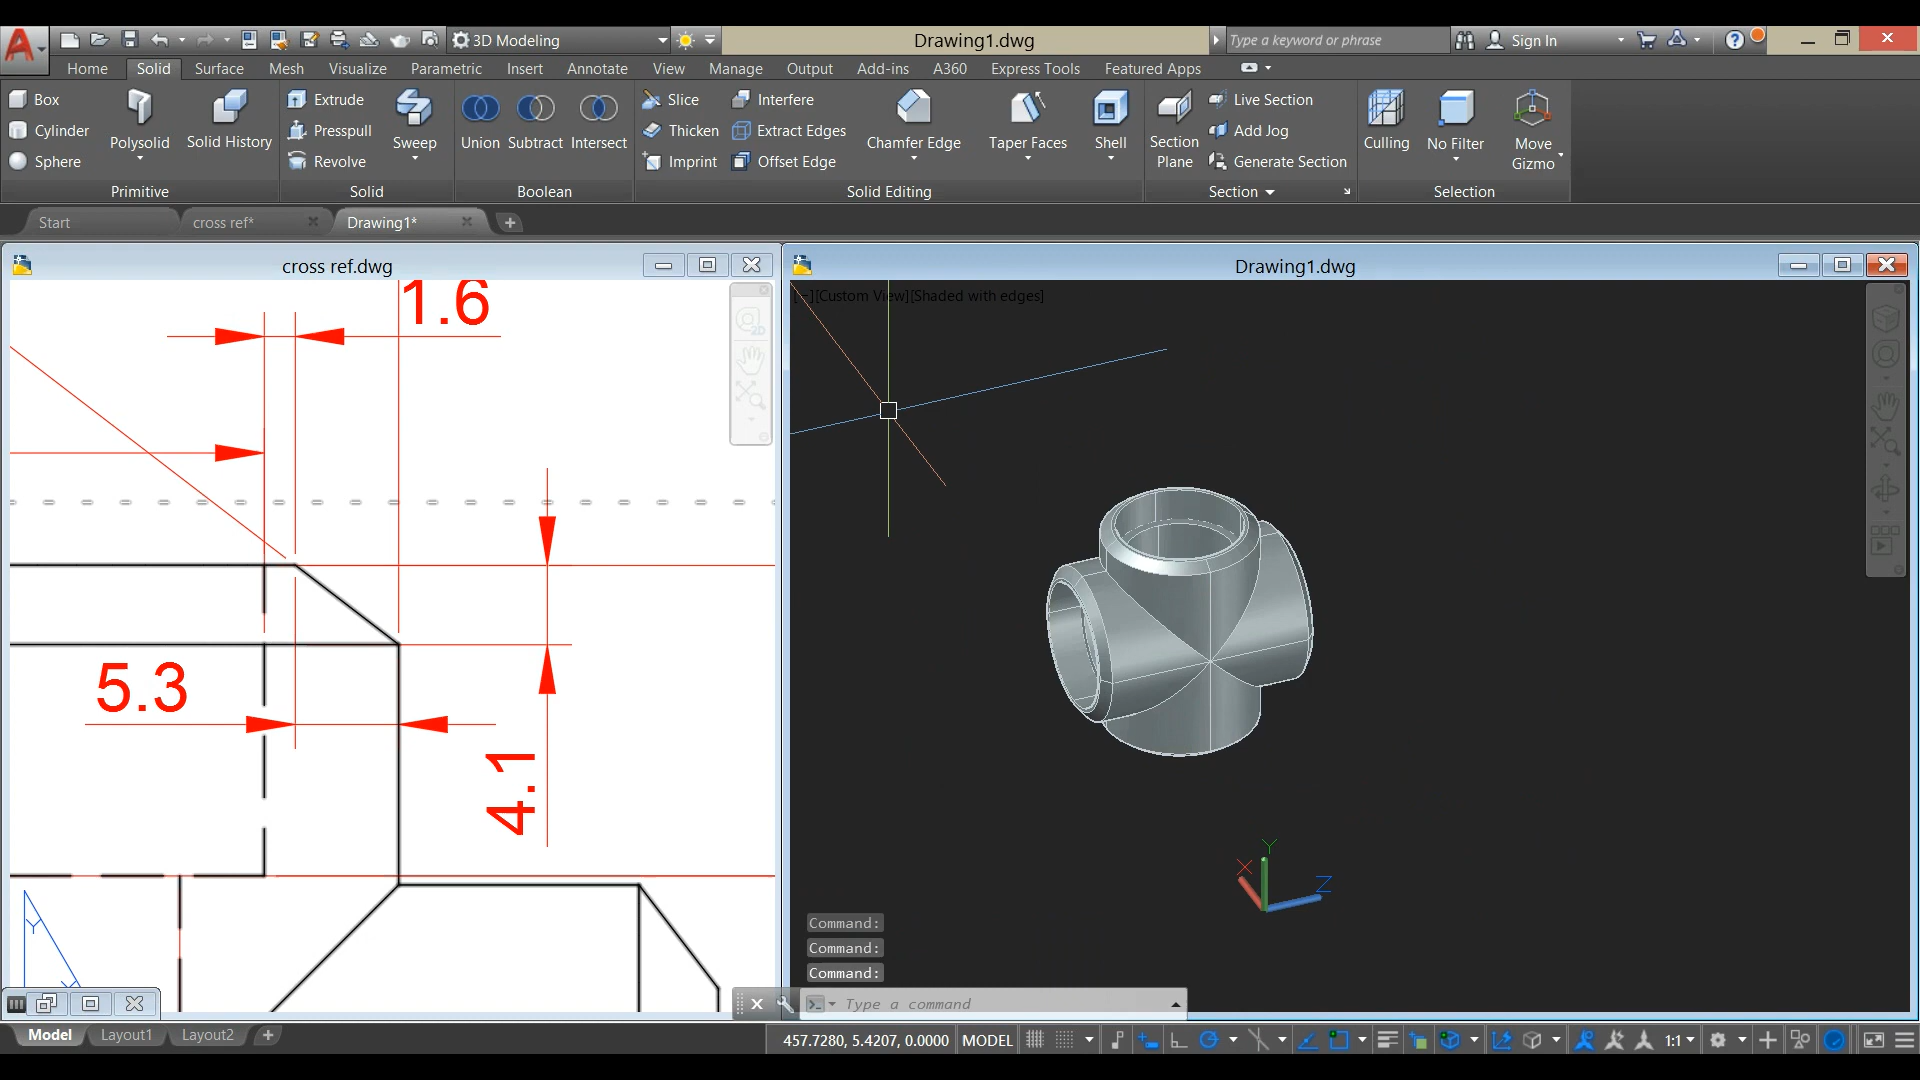 3D Modeling
Drawing1.dwg
Type a keyword or phrase
Sign In
Home Solid Surface Mesh Visualize Parametric Insert Annotate View Manage Output Add-ins A360 Express Tools Featured Apps
Box
Cylinder
Sphere
Polysolid
Solid History
Primitive
Extrude
Presspull
Revolve
Sweep
Solid
Union
Subtract
Intersect
Boolean
Slice
Thicken
Imprint
Interfere
Extract Edges
Offset Edge
Chamfer Edge
Taper Faces
Shell
Solid Editing
Section
Plane
Live Section
Add Jog
Generate Section
Section
Culling
No Filter
Move
Gizmo
Selection
Start
cross ref*
Drawing1*
cross ref.dwg
1.6
2D
5.3
4.1
Y
Drawing1.dwg
[−][Custom View][Shaded with edges]
X
Y
Z
Command:
Command:
Command:
Type a command
Model
Layout1
Layout2
457.7280, 5.4207, 0.0000
MODEL
1:1